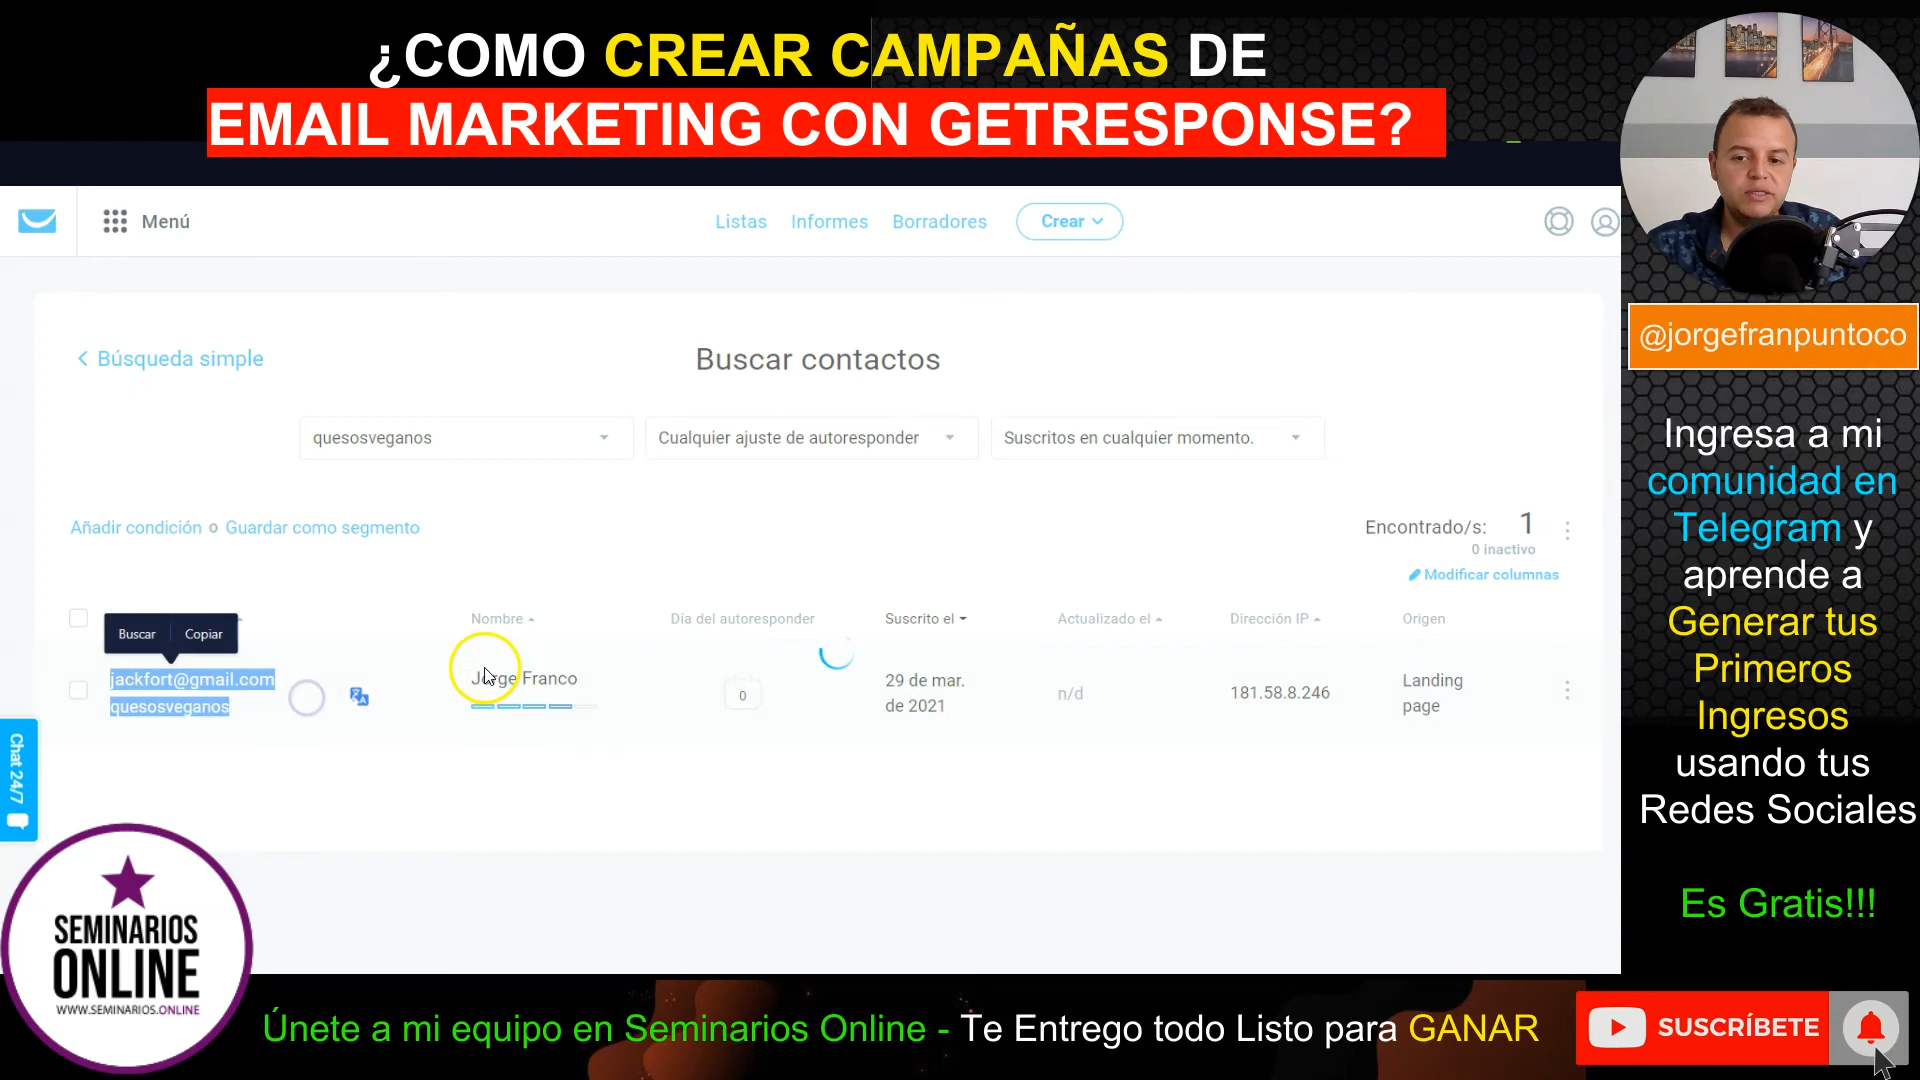 ¿COMO CREAR CAMPAÑAS DE
EMAIL MARKETING CON GETRESPONSE?
Menú
Listas
Informes
Borradores
Crear
@jorgefranpuntoco
Búsqueda simple
Buscar contactos
quesosveganos
Cualquier ajuste de autoresponder
Suscritos en cualquier momento.
Añadir condición o Guardar como segmento
Encontrado/s: 1
0 inactivo
Modificar columnas
Buscar
Copiar
Nombre
Día del autoresponder
Suscrito el
Actualizado el
Dirección IP
Origen
jackfort@gmail.com
quesosveganos
Jorge Franco
0
29 de mar.
de 2021
n/d
181.58.8.246
Landing
page
Chat 24/7
Ingresa a mi
comunidad en
Telegram y
aprende a
Generar tus
Primeros
Ingresos
usando tus
Redes Sociales
Es Gratis!!!
SEMINARIOS
ONLINE
WWW.SEMINARIOS.ONLINE
Únete a mi equipo en Seminarios Online - Te Entrego todo Listo para GANAR
SUSCRÍBETE